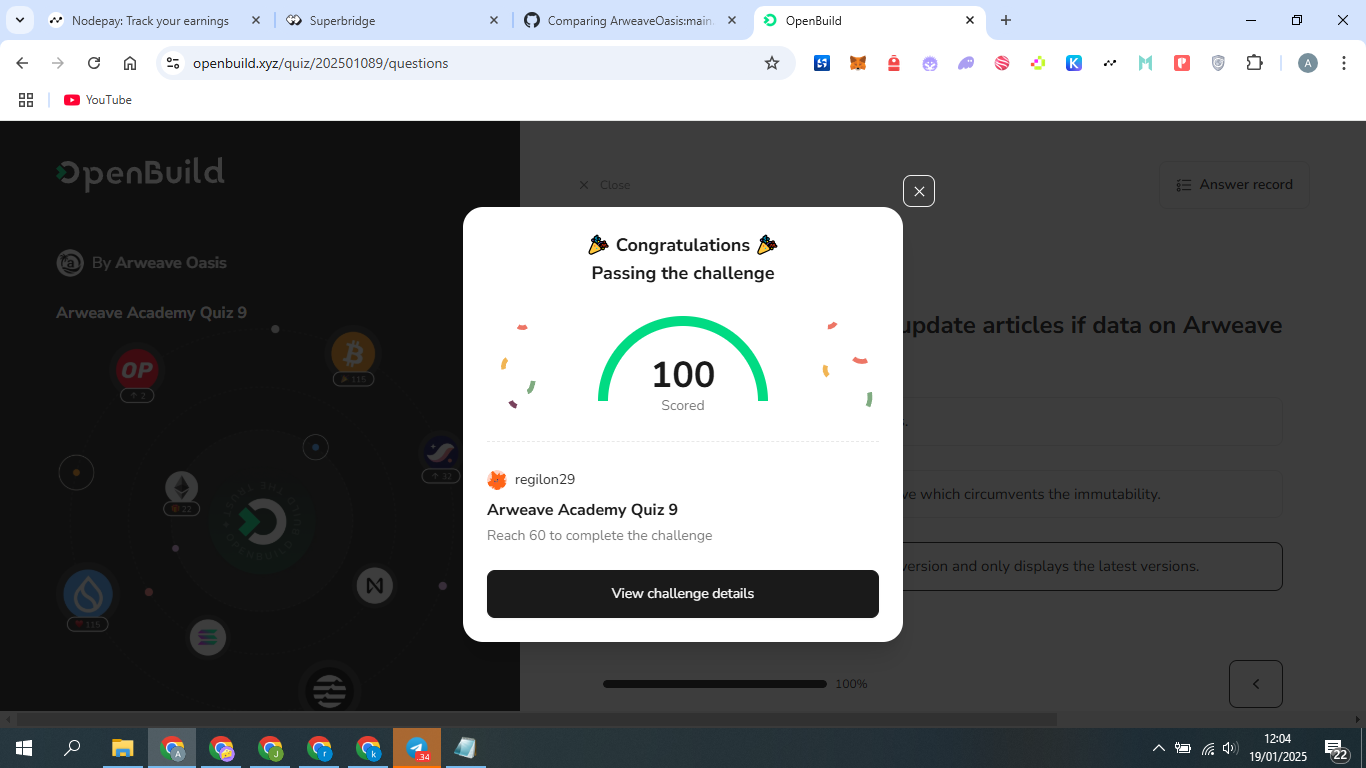 Nodepay: Track your earnings
Superbridge
Comparing ArweaveOasis:main
OpenBuild
openbuild.xyz/quiz/202501089/questions
A
YouTube
OpenBuild
Close
Answer record
By Arweave Oasis
Arweave Academy Quiz 9
🎉 Congratulations 🎉
Passing the challenge
update articles if data on Arweave
OP
2
115
100
Scored
32
22
regilon29
ve which circumvents the immutability.
Arweave Academy Quiz 9
Reach 60 to complete the challenge
version and only displays the latest versions.
View challenge details
115
100%
A
J
r
k
34
12:04
19/01/2025
22